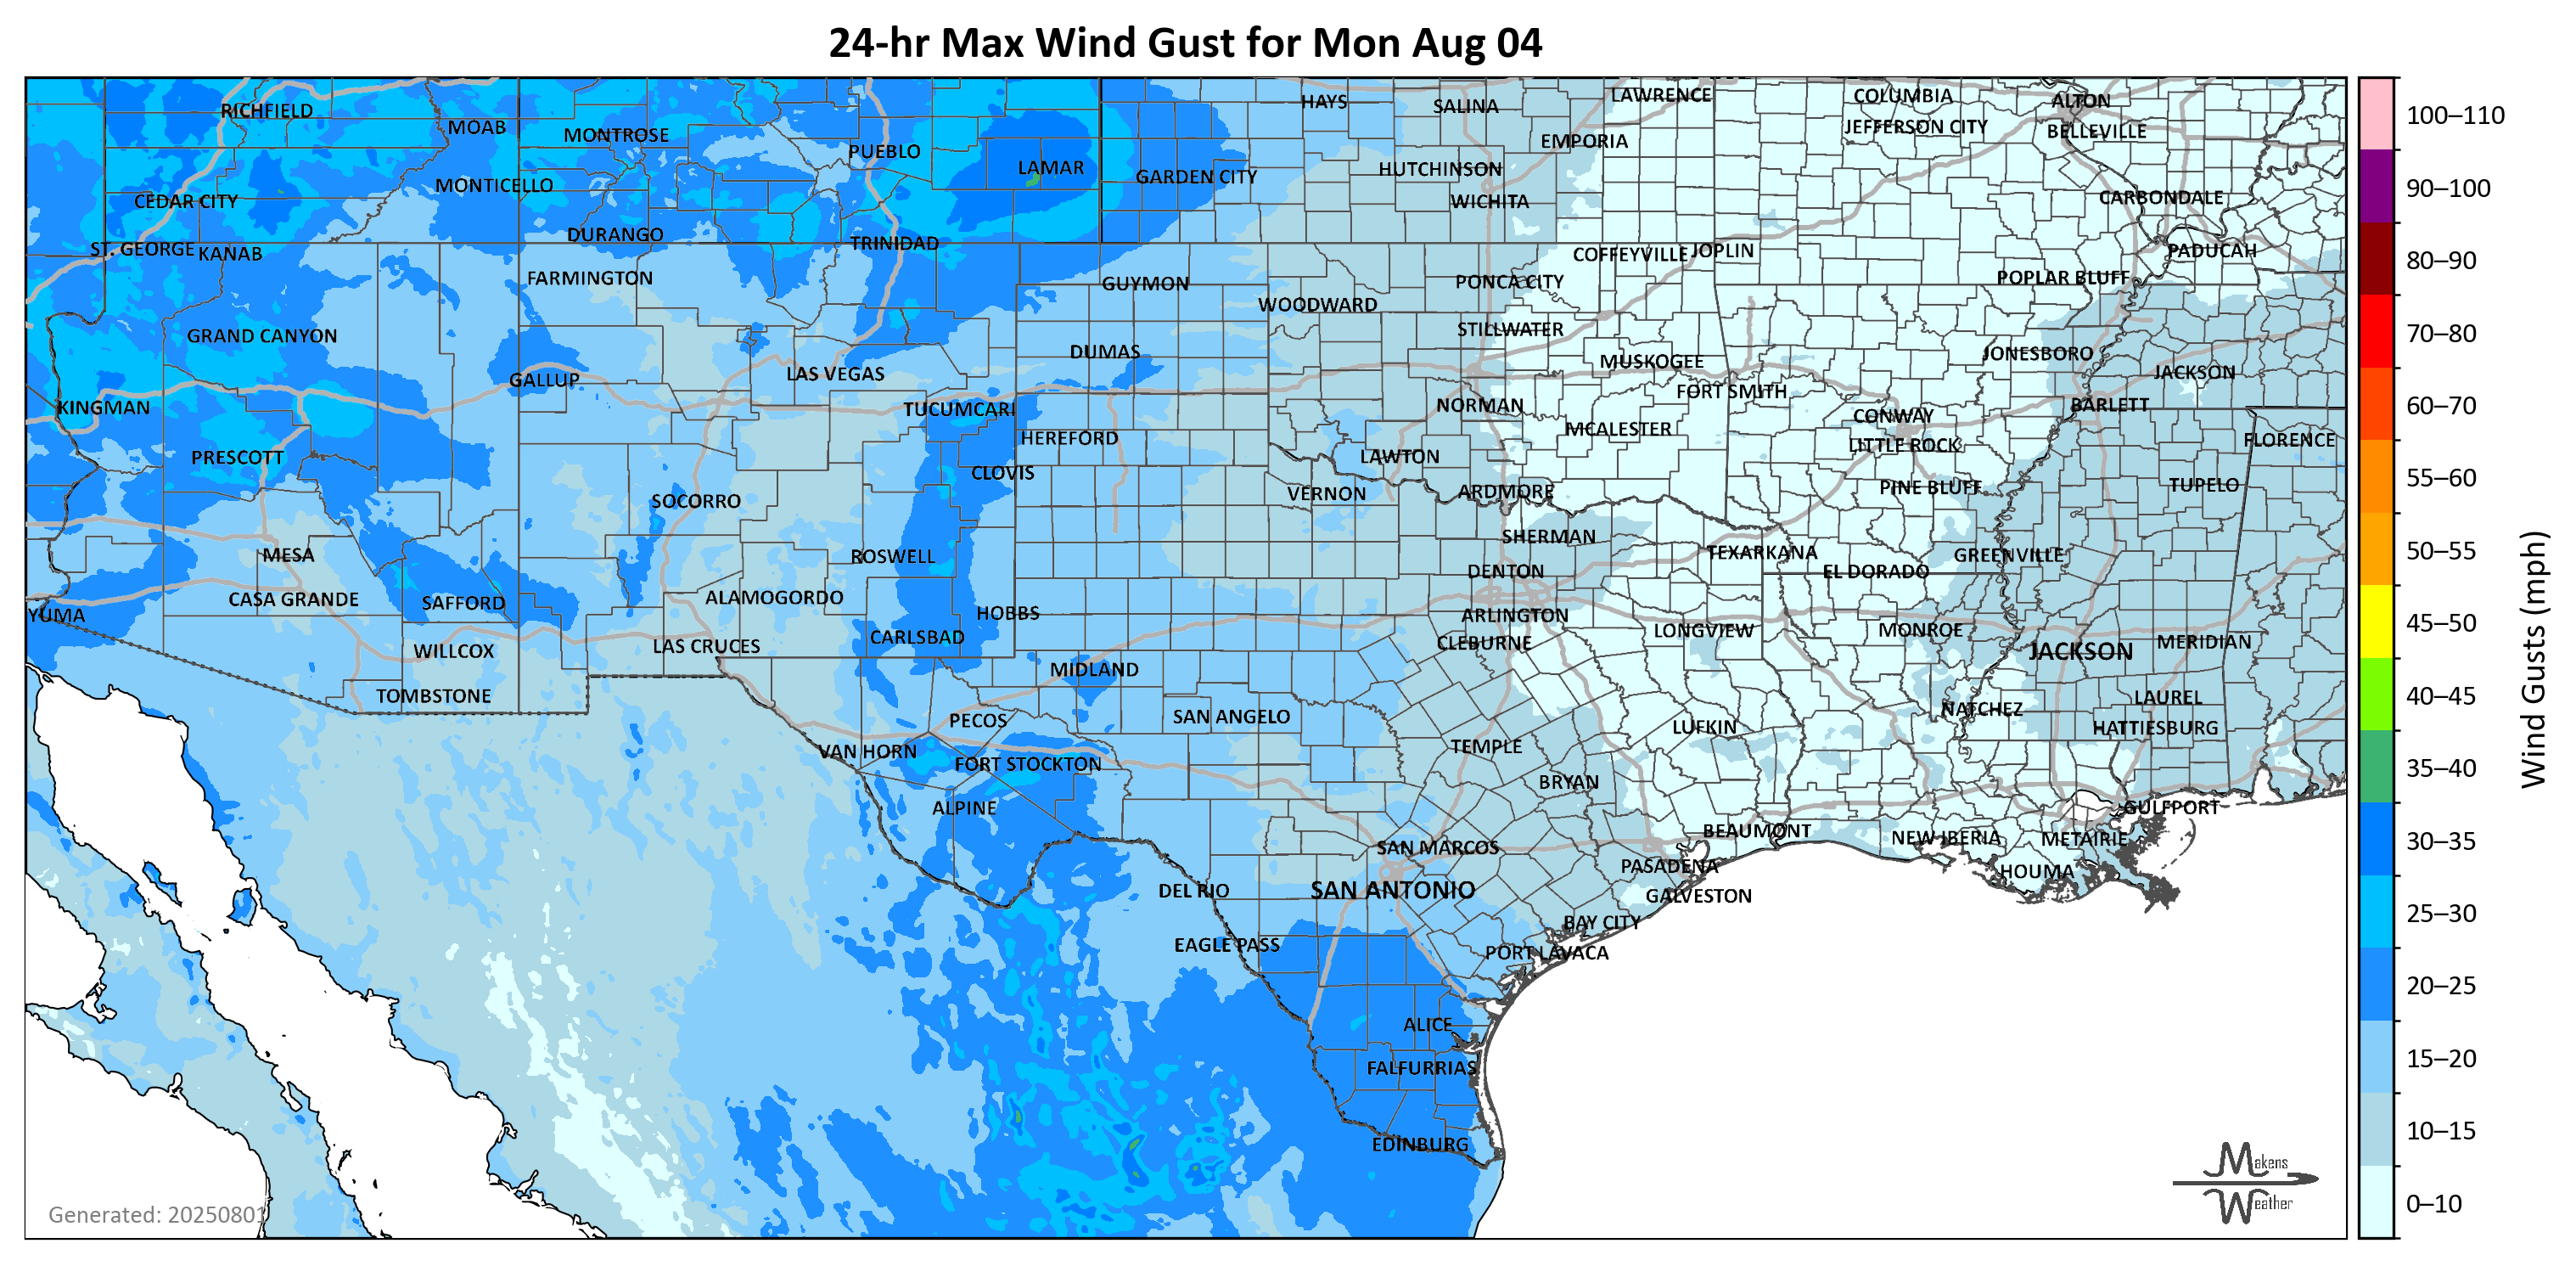 24-hr Max Wind Gust for Mon Aug 04
RICHFIELD
MOAB
MONTROSE
PUEBLO
LAMAR
GARDEN CITY
HAYS
SALINA
HUTCHINSON
WICHITA
EMPORIA
LAWRENCE
COLUMBIA
JEFFERSON CITY
ALTON
BELLEVILLE
CARBONDALE
PADUCAH
CEDAR CITY
MONTICELLO
DURANGO
TRINIDAD
ST. GEORGE
KANAB
FARMINGTON
GUYMON
WOODWARD
PONCA CITY
COFFEYVILLE
JOPLIN
POPLAR BLUFF
GRAND CANYON
GALLUP
LAS VEGAS
DUMAS
STILLWATER
MUSKOGEE
FORT SMITH
JONESBORO
JACKSON
KINGMAN
TUCUMCARI
HEREFORD
NORMAN
MCALESTER
CONWAY
LITTLE ROCK
BARLETT
FLORENCE
PRESCOTT
SOCORRO
CLOVIS
LAWTON
VERNON
ARDMORE
PINE BLUFF
TUPELO
MESA
ROSWELL
SHERMAN
DENTON
TEXARKANA
EL DORADO
GREENVILLE
YUMA
CASA GRANDE
SAFFORD
ALAMOGORDO
HOBBS
ARLINGTON
CLEBURNE
LONGVIEW
MONROE
JACKSON
MERIDIAN
WILLCOX
LAS CRUCES
CARLSBAD
MIDLAND
TOMBSTONE
PECOS
SAN ANGELO
TEMPLE
LUFKIN
NATCHEZ
LAUREL
HATTIESBURG
VAN HORN
FORT STOCKTON
BRYAN
ALPINE
BEAUMONT
NEW IBERIA
METAIRIE
GULFPORT
SAN MARCOS
PASADENA
HOUMA
DEL RIO
SAN ANTONIO
GALVESTON
EAGLE PASS
BAY CITY
PORT LAVACA
ALICE
FALFURRIAS
EDINBURG
100–110
90–100
80–90
70–80
60–70
55–60
50–55
45–50
40–45
35–40
30–35
25–30
20–25
15–20
10–15
0–10
Wind Gusts (mph)
Makens
Weather
Generated: 20250801